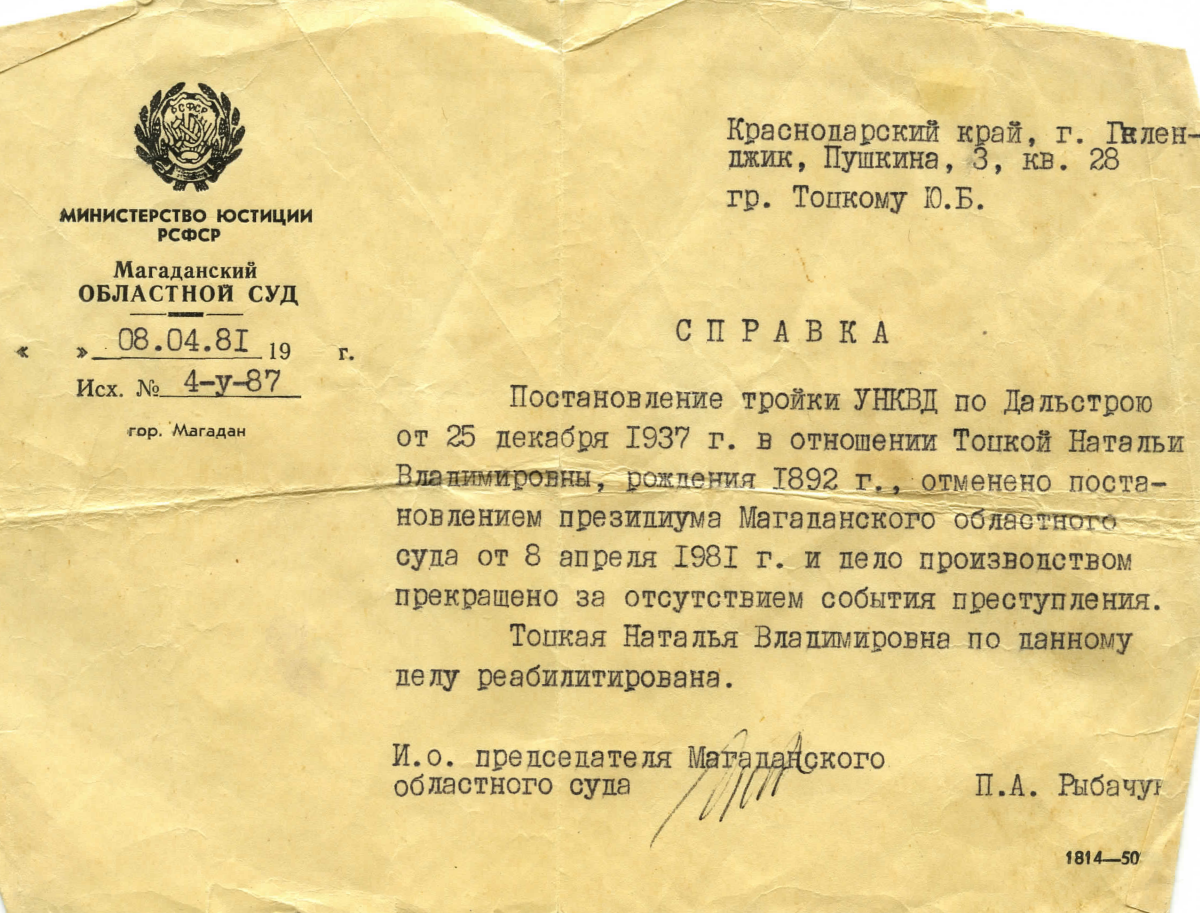 РСФСР
МИНИСТЕРСТВО ЮСТИЦИИ
РСФСР
Магаданский
ОБЛАСТНОЙ СУД
« » 08.04.81 19 г.
Исх. № 4-у-87
гор. Магадан
Краснодарский край, г. Гелен-
джик, Пушкина, 3, кв. 28
гр. Тоцкому Ю.Б.
СПРАВКА
Постановление тройки УНКВД по Дальстрою
от 25 декабря 1937 г. в отношении Тоцкой Натальи
Владимировны, рождения 1892 г., отменено поста-
новлением президиума Магаданского областного
суда от 8 апреля 1981 г. и дело производством
прекращено за отсутствием события преступления.
Тоцкая Наталья Владимировна по данному
делу реабилитирована.
И.о. председателя Магаданского
областного суда П.А. Рыбачук
1814—50